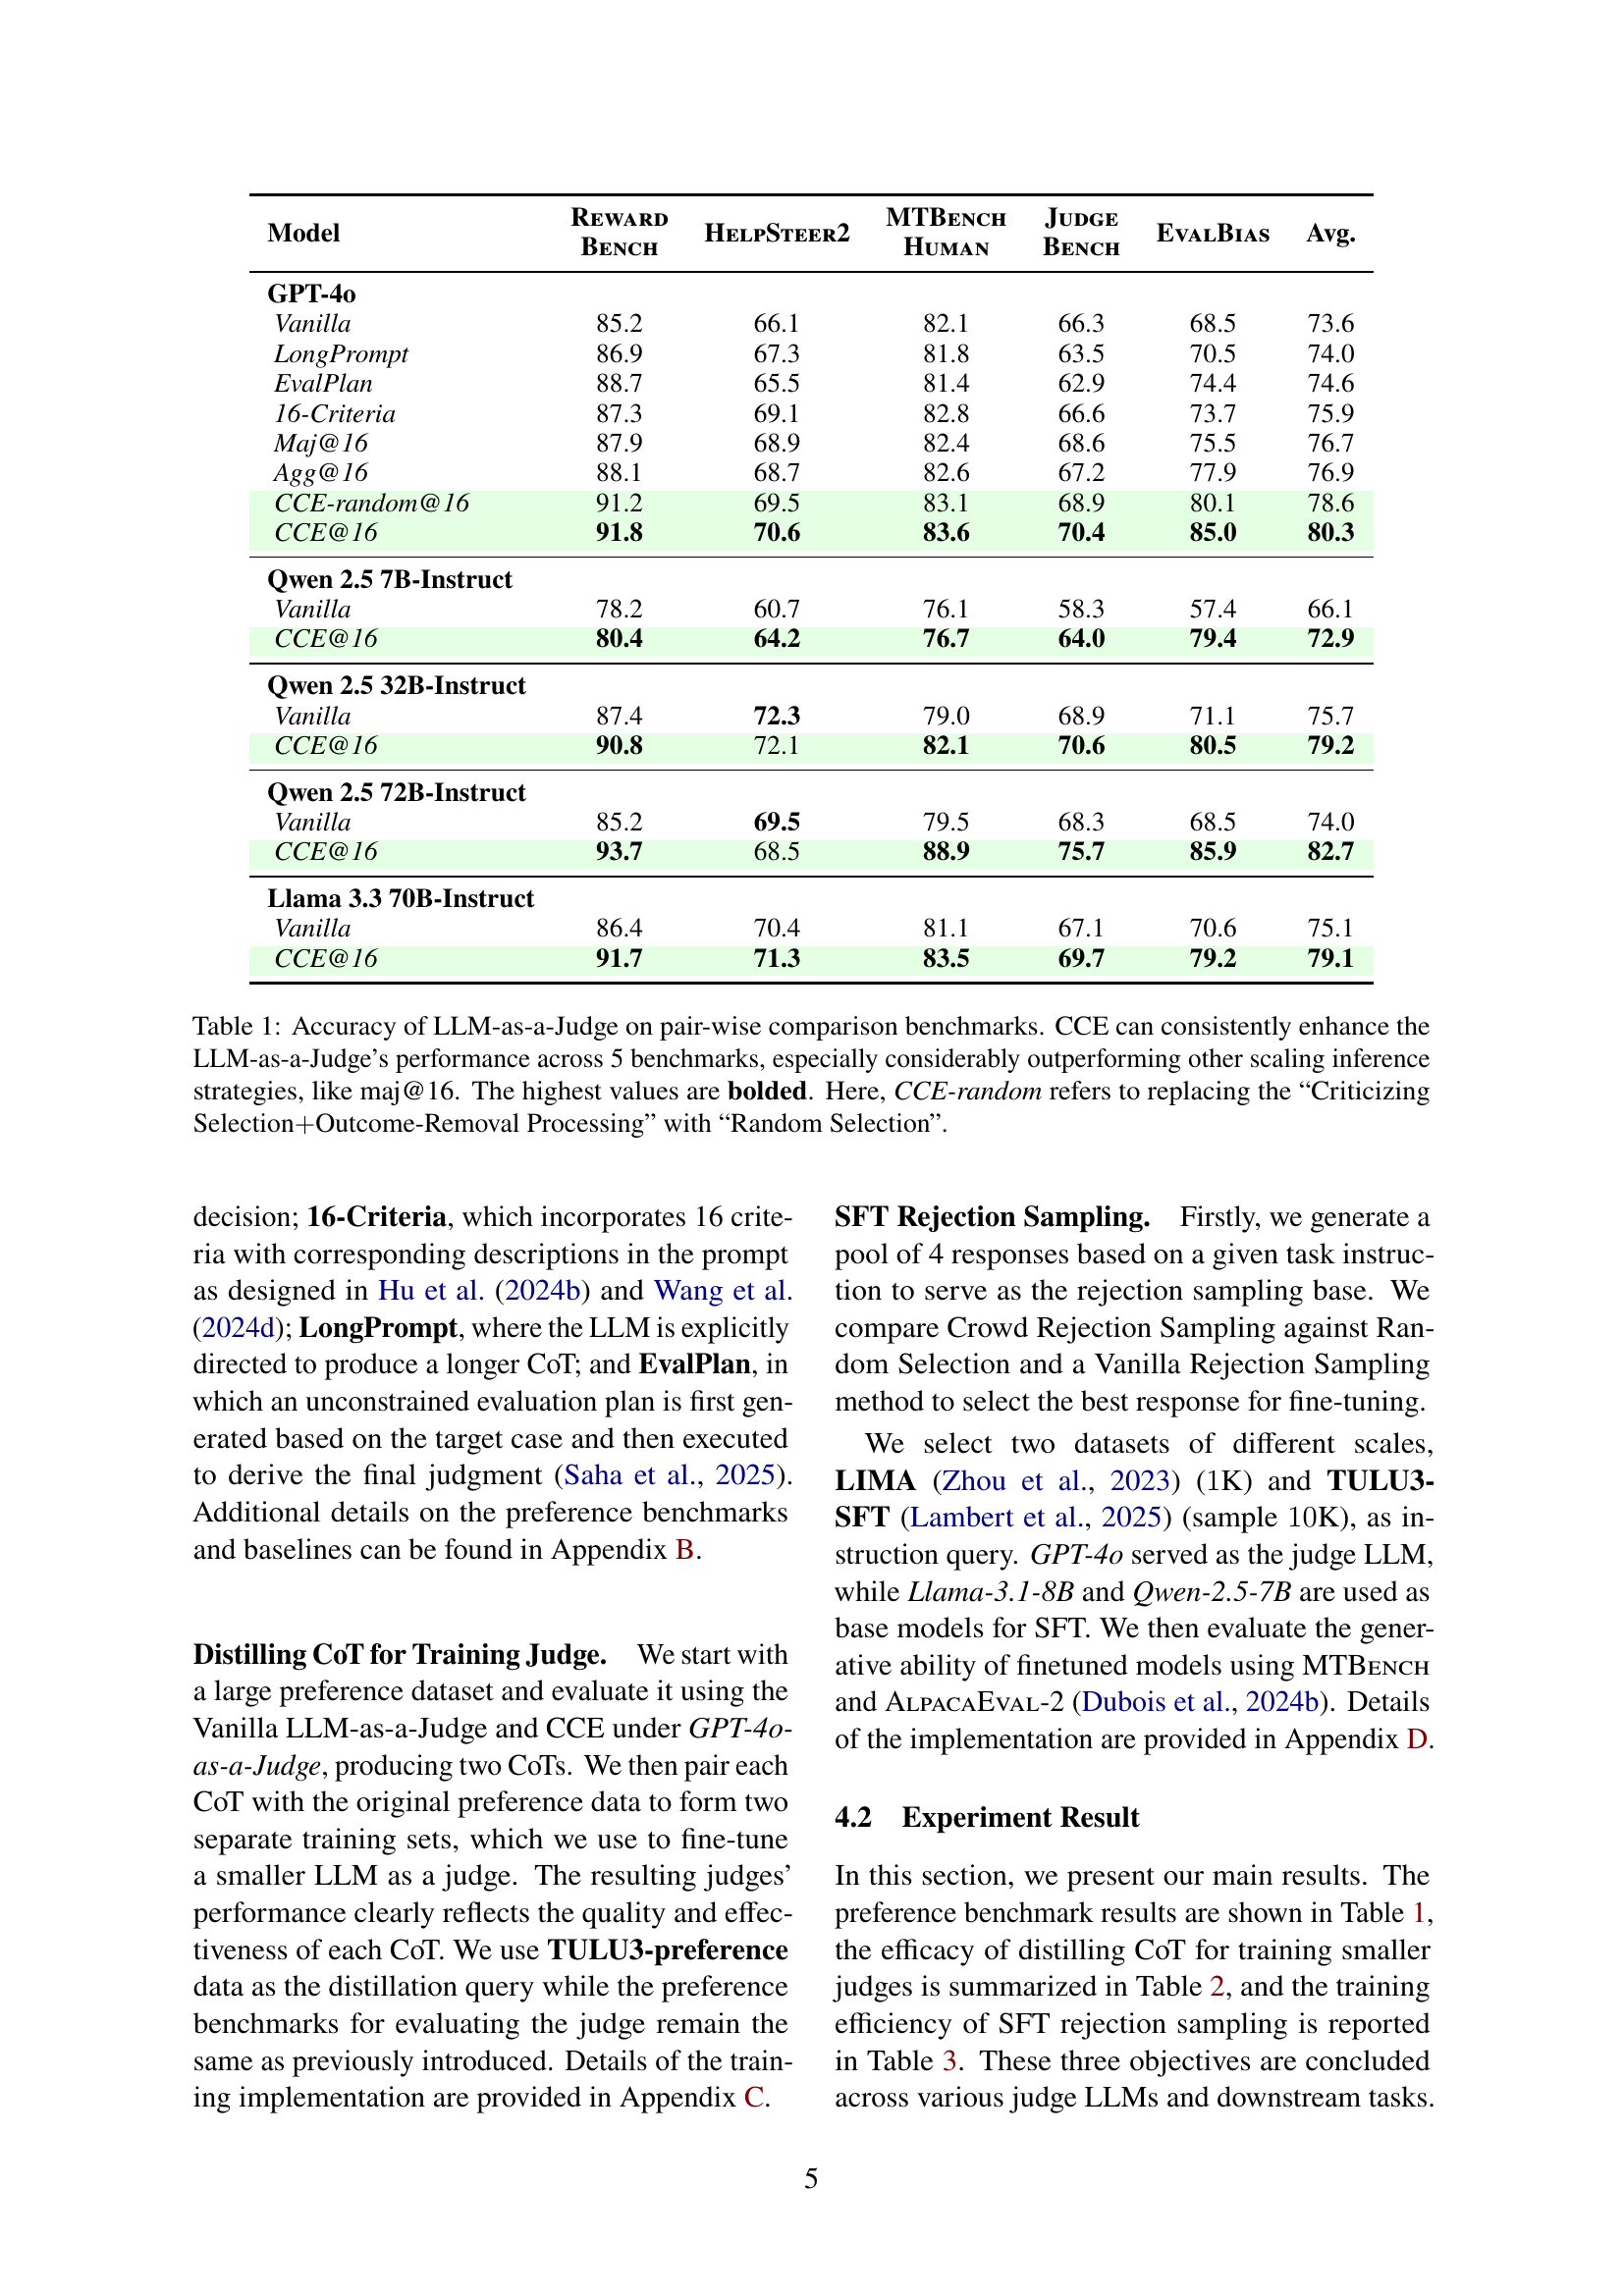 Model REWARD BENCH HELPSTEER2 MTBENCH HUMAN JUDGE BENCH EVALBIAS Avg.
GPT-4o
Vanilla 85.2 66.1 82.1 66.3 68.5 73.6
LongPrompt 86.9 67.3 81.8 63.5 70.5 74.0
EvalPlan 88.7 65.5 81.4 62.9 74.4 74.6
16-Criteria 87.3 69.1 82.8 66.6 73.7 75.9
Maj@16 87.9 68.9 82.4 68.6 75.5 76.7
Agg@16 88.1 68.7 82.6 67.2 77.9 76.9
CCE-random@16 91.2 69.5 83.1 68.9 80.1 78.6
CCE@16 91.8 70.6 83.6 70.4 85.0 80.3
Qwen 2.5 7B-Instruct
Vanilla 78.2 60.7 76.1 58.3 57.4 66.1
CCE@16 80.4 64.2 76.7 64.0 79.4 72.9
Qwen 2.5 32B-Instruct
Vanilla 87.4 72.3 79.0 68.9 71.1 75.7
CCE@16 90.8 72.1 82.1 70.6 80.5 79.2
Qwen 2.5 72B-Instruct
Vanilla 85.2 69.5 79.5 68.3 68.5 74.0
CCE@16 93.7 68.5 88.9 75.7 85.9 82.7
Llama 3.3 70B-Instruct
Vanilla 86.4 70.4 81.1 67.1 70.6 75.1
CCE@16 91.7 71.3 83.5 69.7 79.2 79.1
Table 1: Accuracy of LLM-as-a-Judge on pair-wise comparison benchmarks. CCE can consistently enhance the
LLM-as-a-Judge's performance across 5 benchmarks, especially considerably outperforming other scaling inference
strategies, like maj@16. The highest values are bolded. Here, CCE-random refers to replacing the “Criticizing
Selection+Outcome-Removal Processing” with “Random Selection”.
decision; 16-Criteria, which incorporates 16 crite-
ria with corresponding descriptions in the prompt
as designed in Hu et al. (2024b) and Wang et al.
(2024d); LongPrompt, where the LLM is explicitly
directed to produce a longer CoT; and EvalPlan, in
which an unconstrained evaluation plan is first gen-
erated based on the target case and then executed
to derive the final judgment (Saha et al., 2025).
Additional details on the preference benchmarks
and baselines can be found in Appendix B.
Distilling CoT for Training Judge. We start with
a large preference dataset and evaluate it using the
Vanilla LLM-as-a-Judge and CCE under GPT-4o-
as-a-Judge, producing two CoTs. We then pair each
CoT with the original preference data to form two
separate training sets, which we use to fine-tune
a smaller LLM as a judge. The resulting judges'
performance clearly reflects the quality and effec-
tiveness of each CoT. We use TULU3-preference
data as the distillation query while the preference
benchmarks for evaluating the judge remain the
same as previously introduced. Details of the train-
ing implementation are provided in Appendix C.
SFT Rejection Sampling. Firstly, we generate a
pool of 4 responses based on a given task instruc-
tion to serve as the rejection sampling base. We
compare Crowd Rejection Sampling against Ran-
dom Selection and a Vanilla Rejection Sampling
method to select the best response for fine-tuning.
We select two datasets of different scales,
LIMA (Zhou et al., 2023) (1K) and TULU3-
SFT (Lambert et al., 2025) (sample 10K), as in-
struction query. GPT-4o served as the judge LLM,
while Llama-3.1-8B and Qwen-2.5-7B are used as
base models for SFT. We then evaluate the gener-
ative ability of finetuned models using MTBENCH
and ALPACAEVAL-2 (Dubois et al., 2024b). Details
of the implementation are provided in Appendix D.
4.2 Experiment Result
In this section, we present our main results. The
preference benchmark results are shown in Table 1,
the efficacy of distilling CoT for training smaller
judges is summarized in Table 2, and the training
efficiency of SFT rejection sampling is reported
in Table 3. These three objectives are concluded
across various judge LLMs and downstream tasks.
5